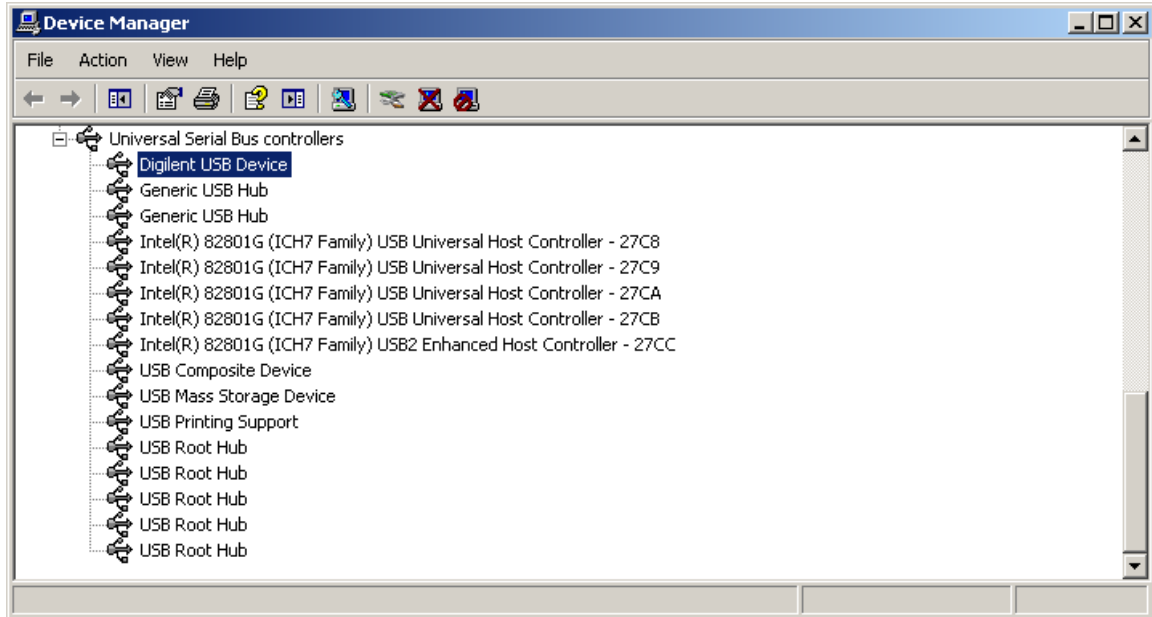 Device Manager
File Action View Help
Universal Serial Bus controllers
Digilent USB Device
Generic USB Hub
Generic USB Hub
Intel(R) 82801G (ICH7 Family) USB Universal Host Controller - 27C8
Intel(R) 82801G (ICH7 Family) USB Universal Host Controller - 27C9
Intel(R) 82801G (ICH7 Family) USB Universal Host Controller - 27CA
Intel(R) 82801G (ICH7 Family) USB Universal Host Controller - 27CB
Intel(R) 82801G (ICH7 Family) USB2 Enhanced Host Controller - 27CC
USB Composite Device
USB Mass Storage Device
USB Printing Support
USB Root Hub
USB Root Hub
USB Root Hub
USB Root Hub
USB Root Hub